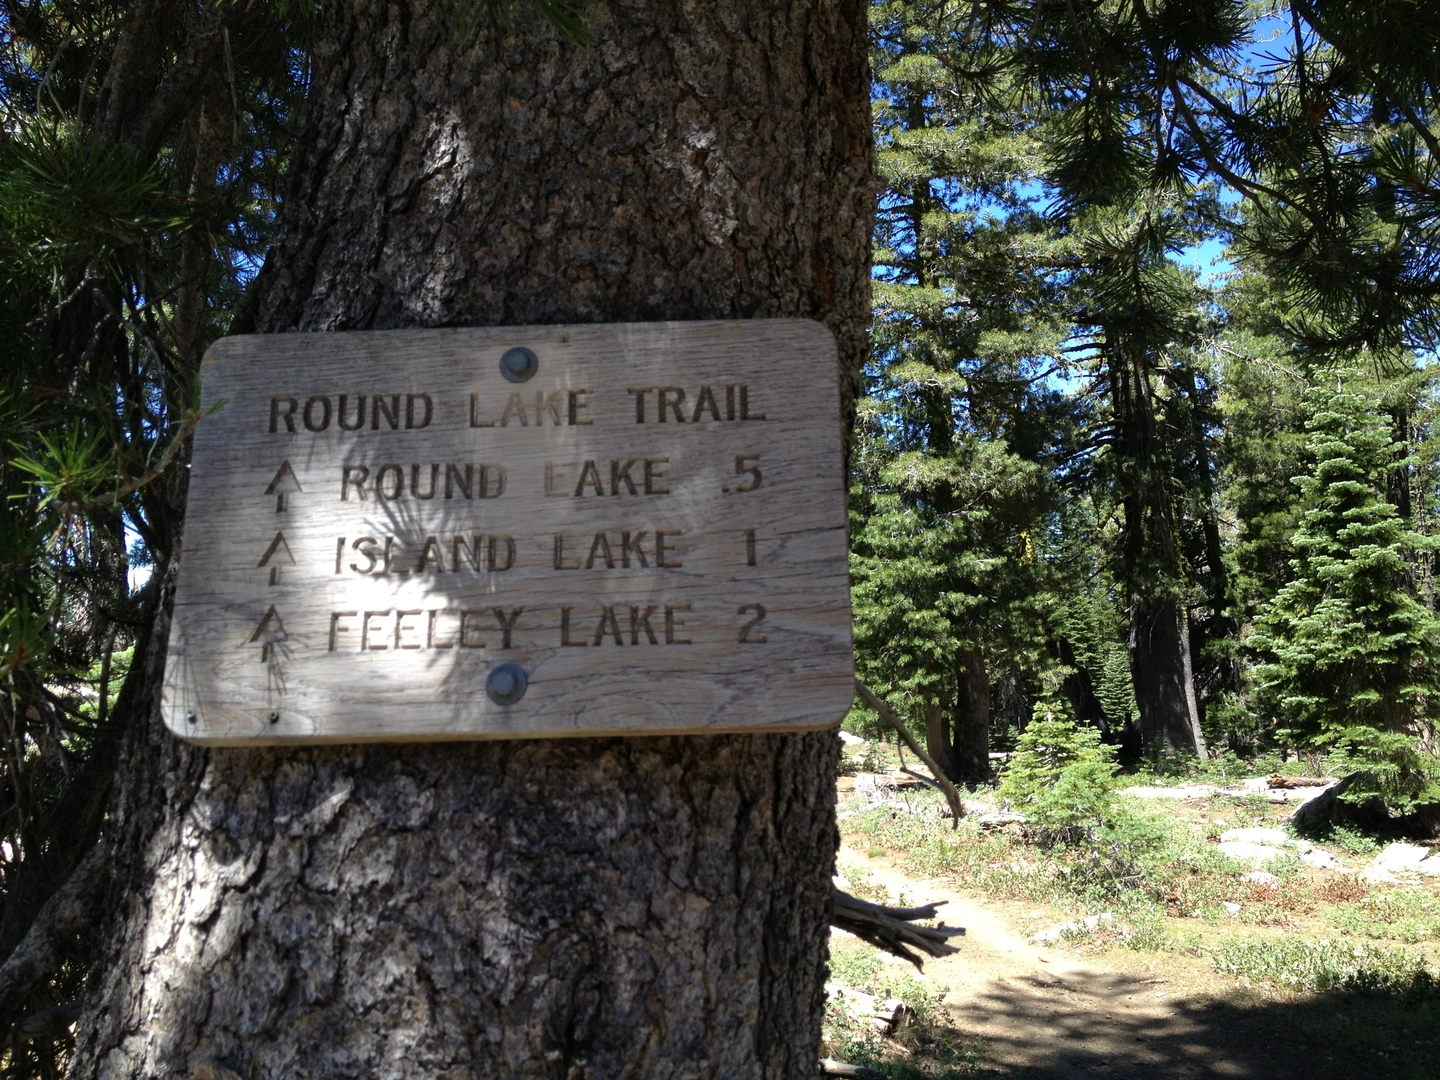 ROUND LAKE TRAIL
↑ ROUND LAKE .5
↑ ISLAND LAKE 1
↑ FEELEY LAKE 2